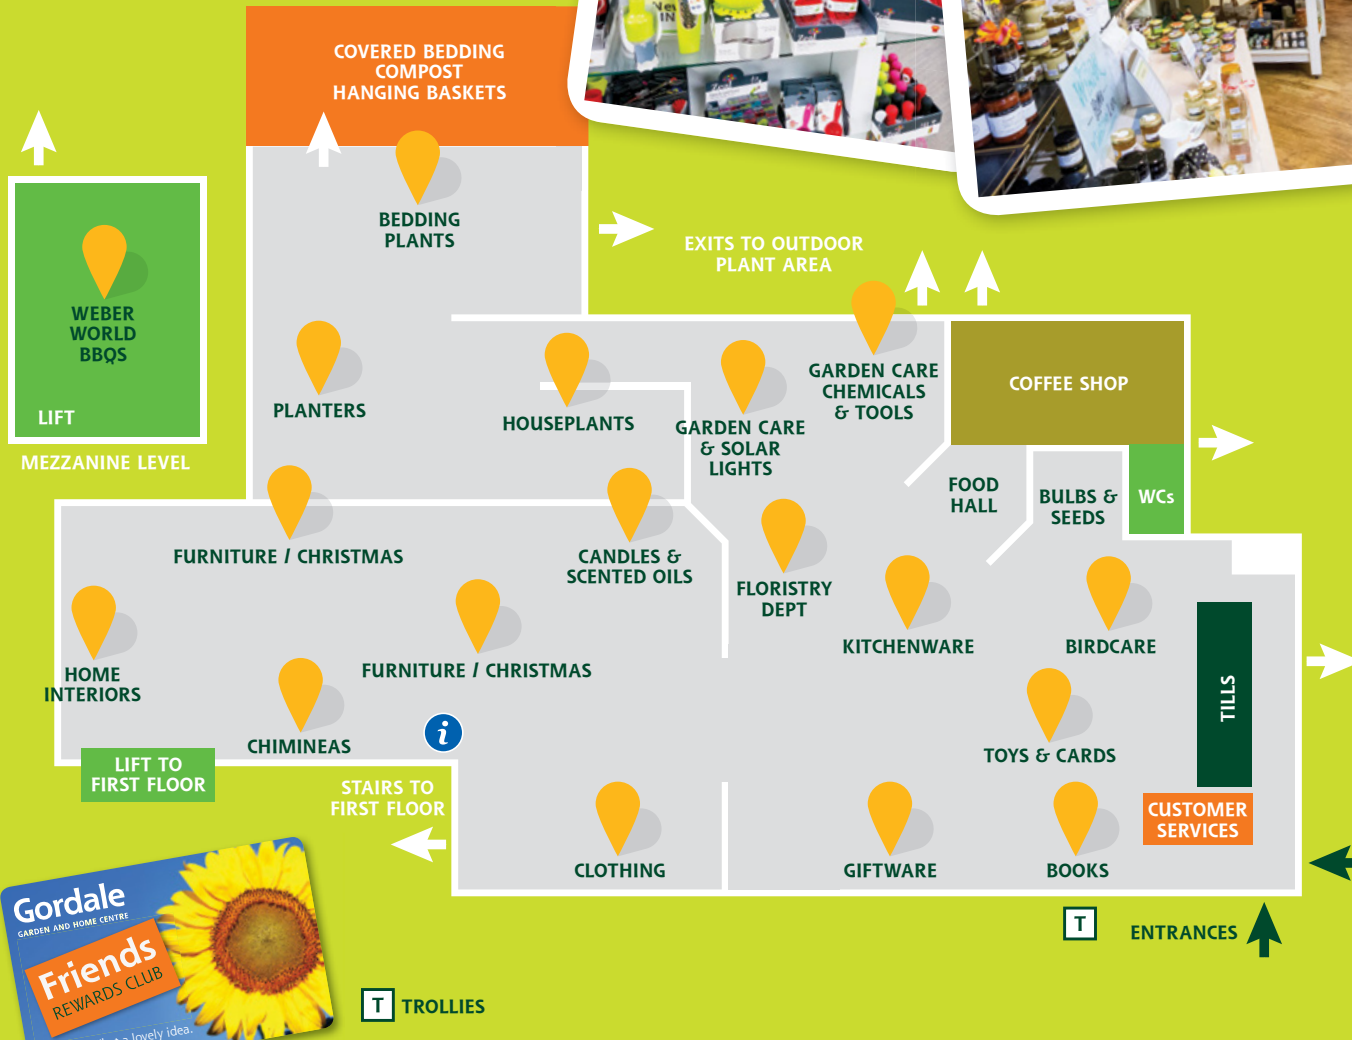 COVERED BEDDING
COMPOST
HANGING BASKETS
BEDDING
PLANTS
EXITS TO OUTDOOR
PLANT AREA
WEBER
WORLD
BBQS
LIFT
MEZZANINE LEVEL
PLANTERS
HOUSEPLANTS
GARDEN CARE
& SOLAR
LIGHTS
GARDEN CARE
CHEMICALS
& TOOLS
COFFEE SHOP
FOOD
HALL
BULBS &
SEEDS
WCs
FURNITURE / CHRISTMAS
CANDLES &
SCENTED OILS
FLORISTRY
DEPT
KITCHENWARE
BIRDCARE
HOME
INTERIORS
FURNITURE / CHRISTMAS
CHIMINEAS
i
TILLS
TOYS & CARDS
LIFT TO
FIRST FLOOR
STAIRS TO
FIRST FLOOR
CUSTOMER
SERVICES
CLOTHING
GIFTWARE
BOOKS
T
ENTRANCES
Gordale
GARDEN AND HOME CENTRE
Friends
REWARDS CLUB
a lovely idea.
T TROLLIES